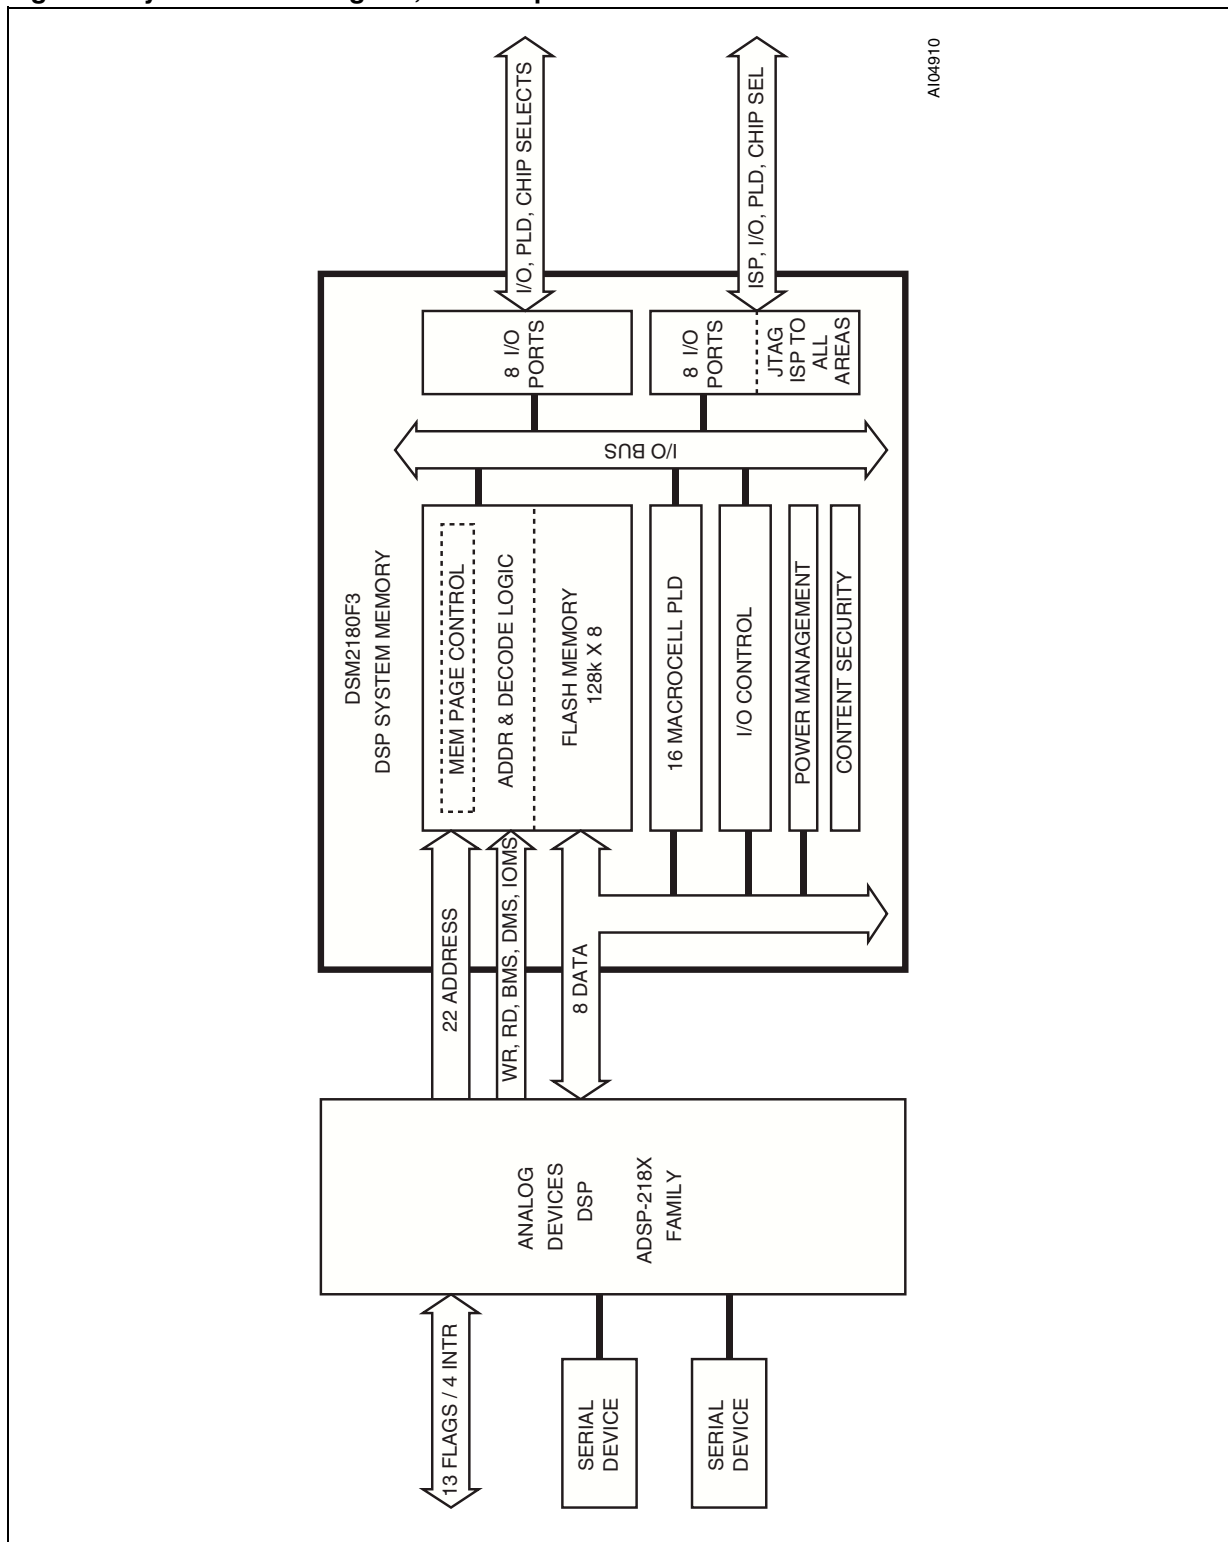 13 FLAGS / 4 INTR
SERIAL
DEVICE
SERIAL
DEVICE
ANALOG
DEVICES
DSP
ADSP-218X
FAMILY
22 ADDRESS
WR, RD, BMS, DMS, IOMS
8 DATA
DSM2180F3
DSP SYSTEM MEMORY
MEM PAGE CONTROL
ADDR & DECODE LOGIC
FLASH MEMORY
128k X 8
16 MACROCELL PLD
I/O CONTROL
POWER MANAGEMENT
CONTENT SECURITY
I/O BUS
8 I/O
PORTS
8 I/O
PORTS
JTAG
ISP TO
ALL
AREAS
I/O, PLD, CHIP SELECTS
ISP, I/O, PLD, CHIP SEL
AI04910